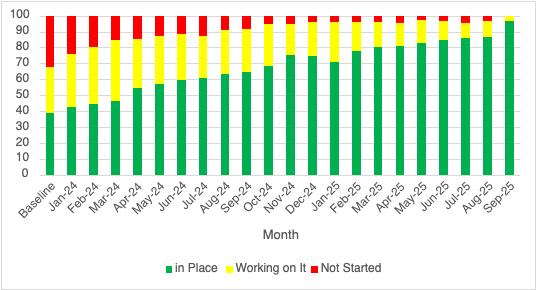 100
90
80
70
60
50
40
30
20
10
0
Baseline
Jan-24
Feb-24
Mar-24
Apr-24
May-24
Jun-24
Jul-24
Aug-24
Sep-24
Oct-24
Nov-24
Dec-24
Jan-25
Feb-25
Mar-25
Apr-25
May-25
Jun-25
Jul-25
Aug-25
Sep-25
Month
in Place Working on It Not Started